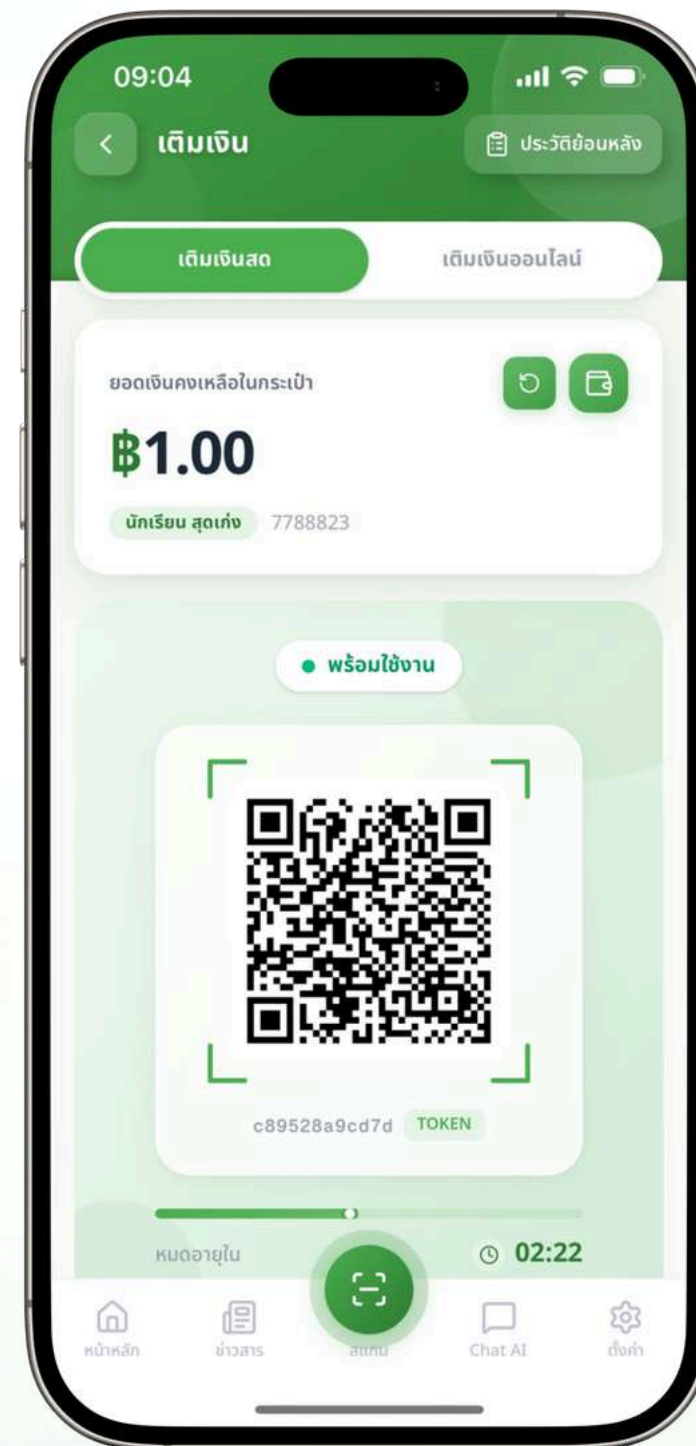 09:04
เติมเงิน
ประวัติย้อนหลัง
เติมเงินสด เติมเงินออนไลน์
ยอดเงินคงเหลือในกระเป๋า
฿1.00
นักเรียน สุดเก่ง 7788823
พร้อมใช้งาน
c89528a9cd7d TOKEN
หมดอายุใน 02:22
หน้าหลัก ข่าวสาร สแกน Chat AI ตั้งค่า